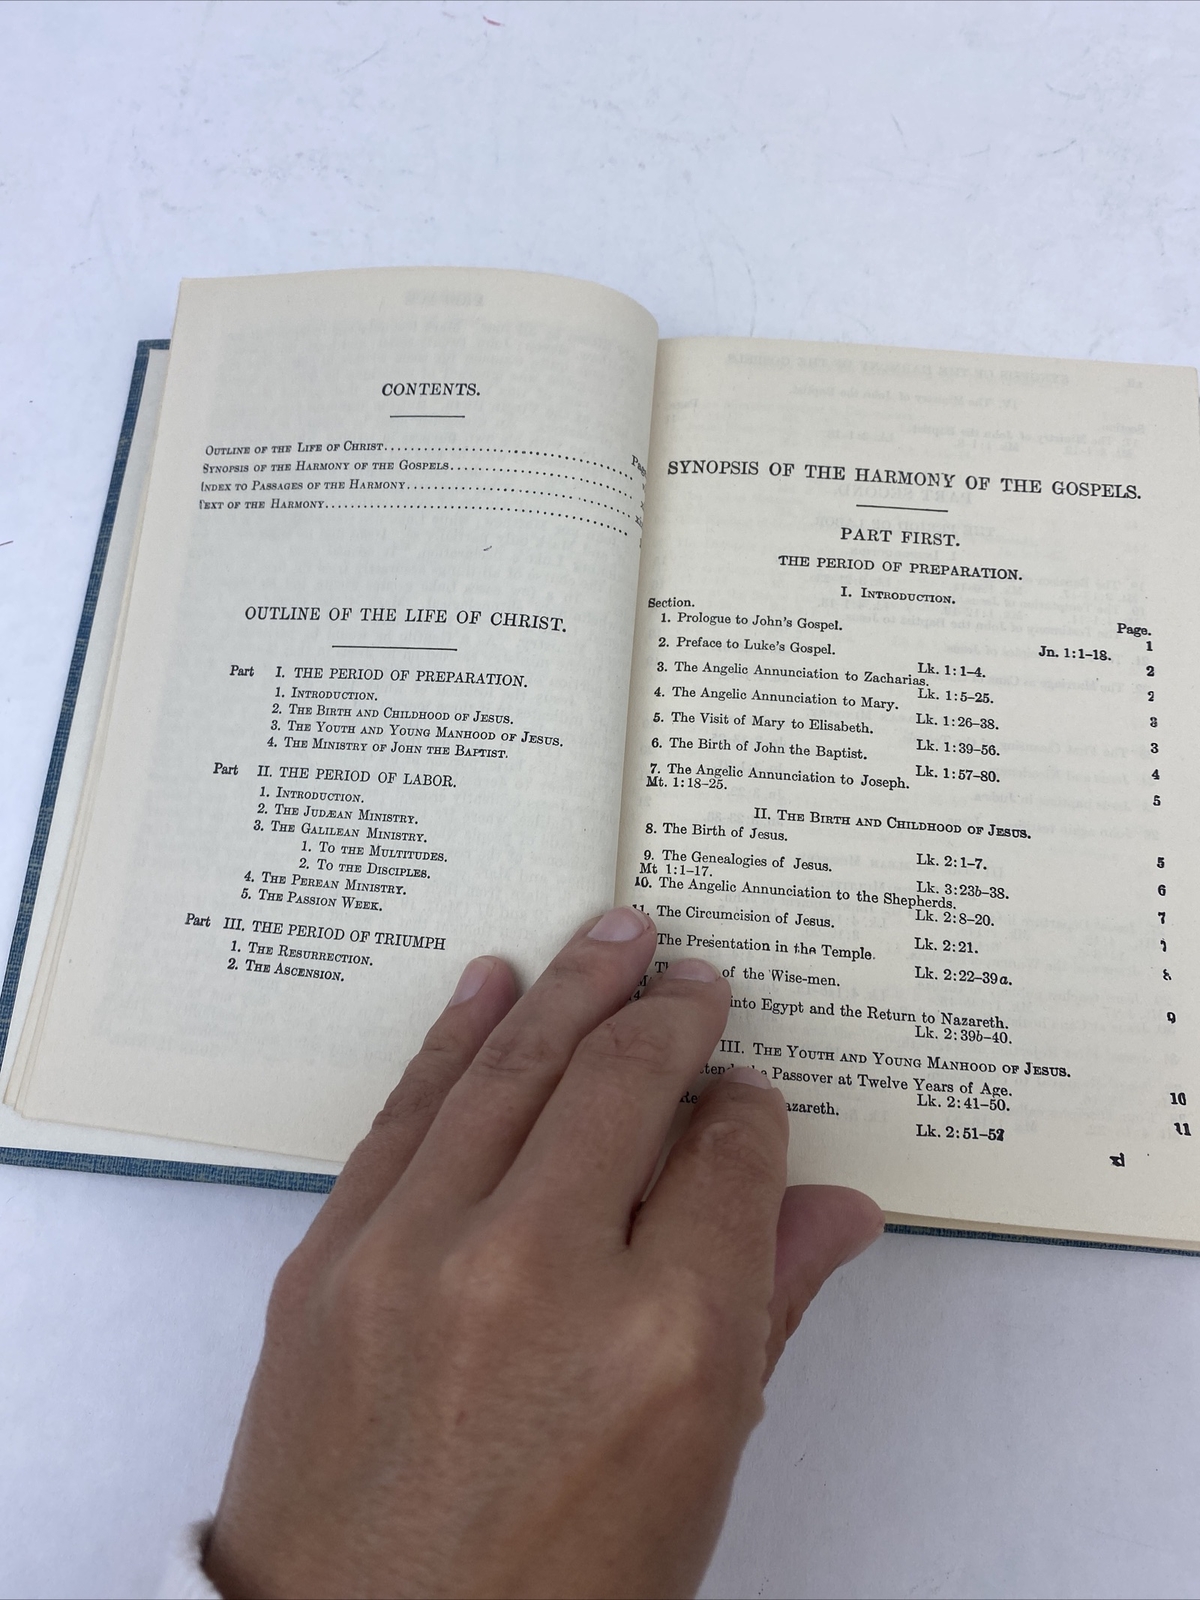 CONTENTS.
Page
OUTLINE OF THE LIFE OF CHRIST
SYNOPSIS OF THE HARMONY OF THE GOSPELS
INDEX TO PASSAGES OF THE HARMONY
TEXT OF THE HARMONY
OUTLINE OF THE LIFE OF CHRIST.
Part I. THE PERIOD OF PREPARATION.
1. INTRODUCTION.
2. THE BIRTH AND CHILDHOOD OF JESUS.
3. THE YOUTH AND YOUNG MANHOOD OF JESUS.
4. THE MINISTRY OF JOHN THE BAPTIST.
Part II. THE PERIOD OF LABOR.
1. INTRODUCTION.
2. THE JUDÆAN MINISTRY.
3. THE GALILEAN MINISTRY.
1. TO THE MULTITUDES.
2. TO THE DISCIPLES.
4. THE PEREAN MINISTRY.
5. THE PASSION WEEK.
Part III. THE PERIOD OF TRIUMPH
1. THE RESURRECTION.
2. THE ASCENSION.
SYNOPSIS OF THE HARMONY OF THE GOSPELS.
PART FIRST.
THE PERIOD OF PREPARATION.
I. INTRODUCTION.
Section. Page.
1. Prologue to John's Gospel. Jn. 1:1-18. 1
2. Preface to Luke's Gospel. Lk. 1:1-4. 2
3. The Angelic Annunciation to Zacharias. Lk. 1:5-25. 2
4. The Angelic Annunciation to Mary. Lk. 1:26-38. 3
5. The Visit of Mary to Elisabeth. Lk. 1:39-56. 3
6. The Birth of John the Baptist. Lk. 1:57-80. 4
7. The Angelic Annunciation to Joseph. 5
Mt. 1:18-25.
II. THE BIRTH AND CHILDHOOD OF JESUS.
8. The Birth of Jesus. Lk. 2:1-7. 5
9. The Genealogies of Jesus. 6
Mt 1:1-17. Lk. 3:23b-38.
10. The Angelic Annunciation to the Shepherds. Lk. 2:8-20. 7
11. The Circumcision of Jesus. Lk. 2:21.
The Presentation in the Temple. Lk. 2:22-39a. 8
of the Wise-men.
into Egypt and the Return to Nazareth. 9
Lk. 2:39b-40.
III. THE YOUTH AND YOUNG MANHOOD OF JESUS.
Passover at Twelve Years of Age. Lk. 2:41-50. 10
Lk. 2:51-52 11
xi